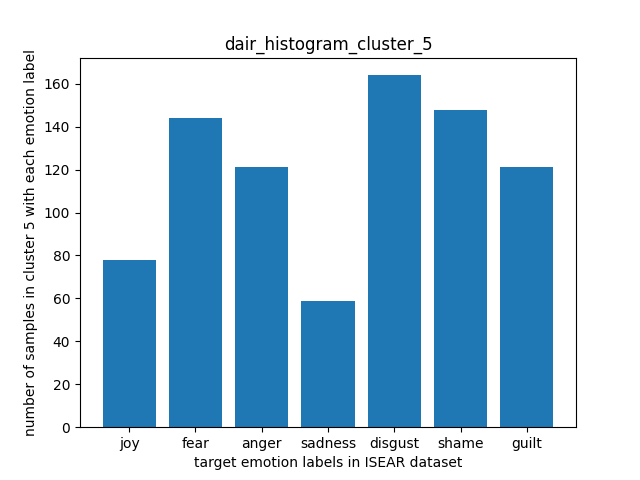 dair_histogram_cluster_5
number of samples in cluster 5 with each emotion label
160
140
120
100
80
60
40
20
0
joy fear anger sadness disgust shame guilt
target emotion labels in ISEAR dataset